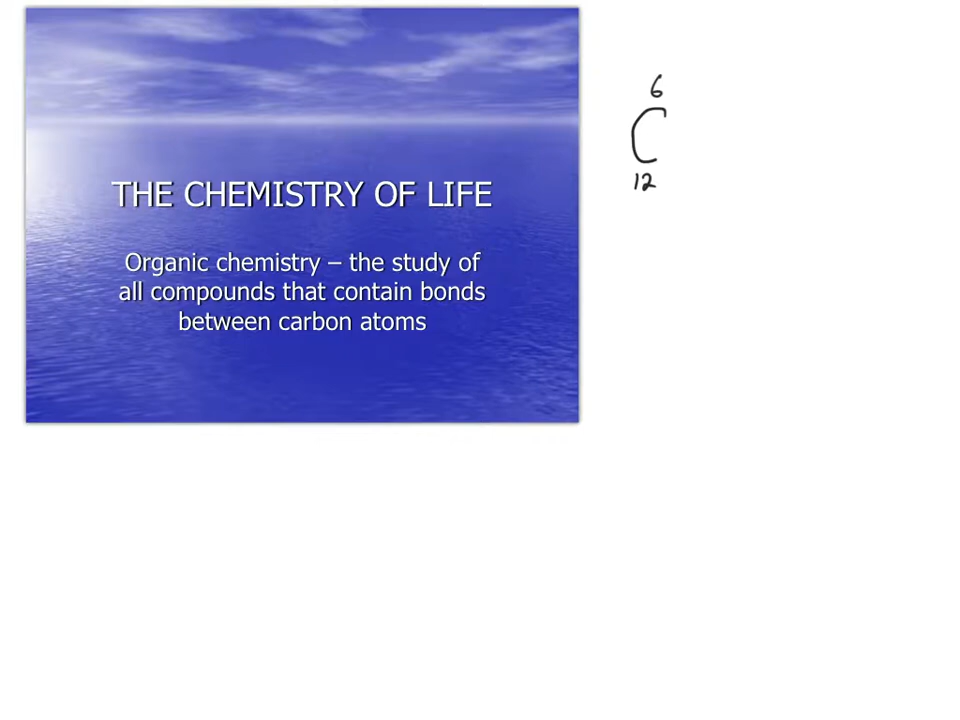 THE CHEMISTRY OF LIFE
Organic chemistry – the study of
all compounds that contain bonds
between carbon atoms
6
C
12